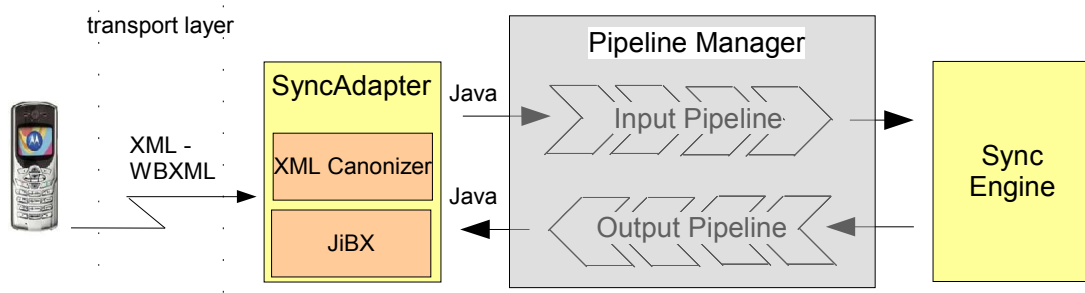 transport layer
Pipeline Manager
SyncAdapter
Java
Input Pipeline
XML -
WBXML
XML Canonizer
Sync
Engine
Java
Output Pipeline
JiBX